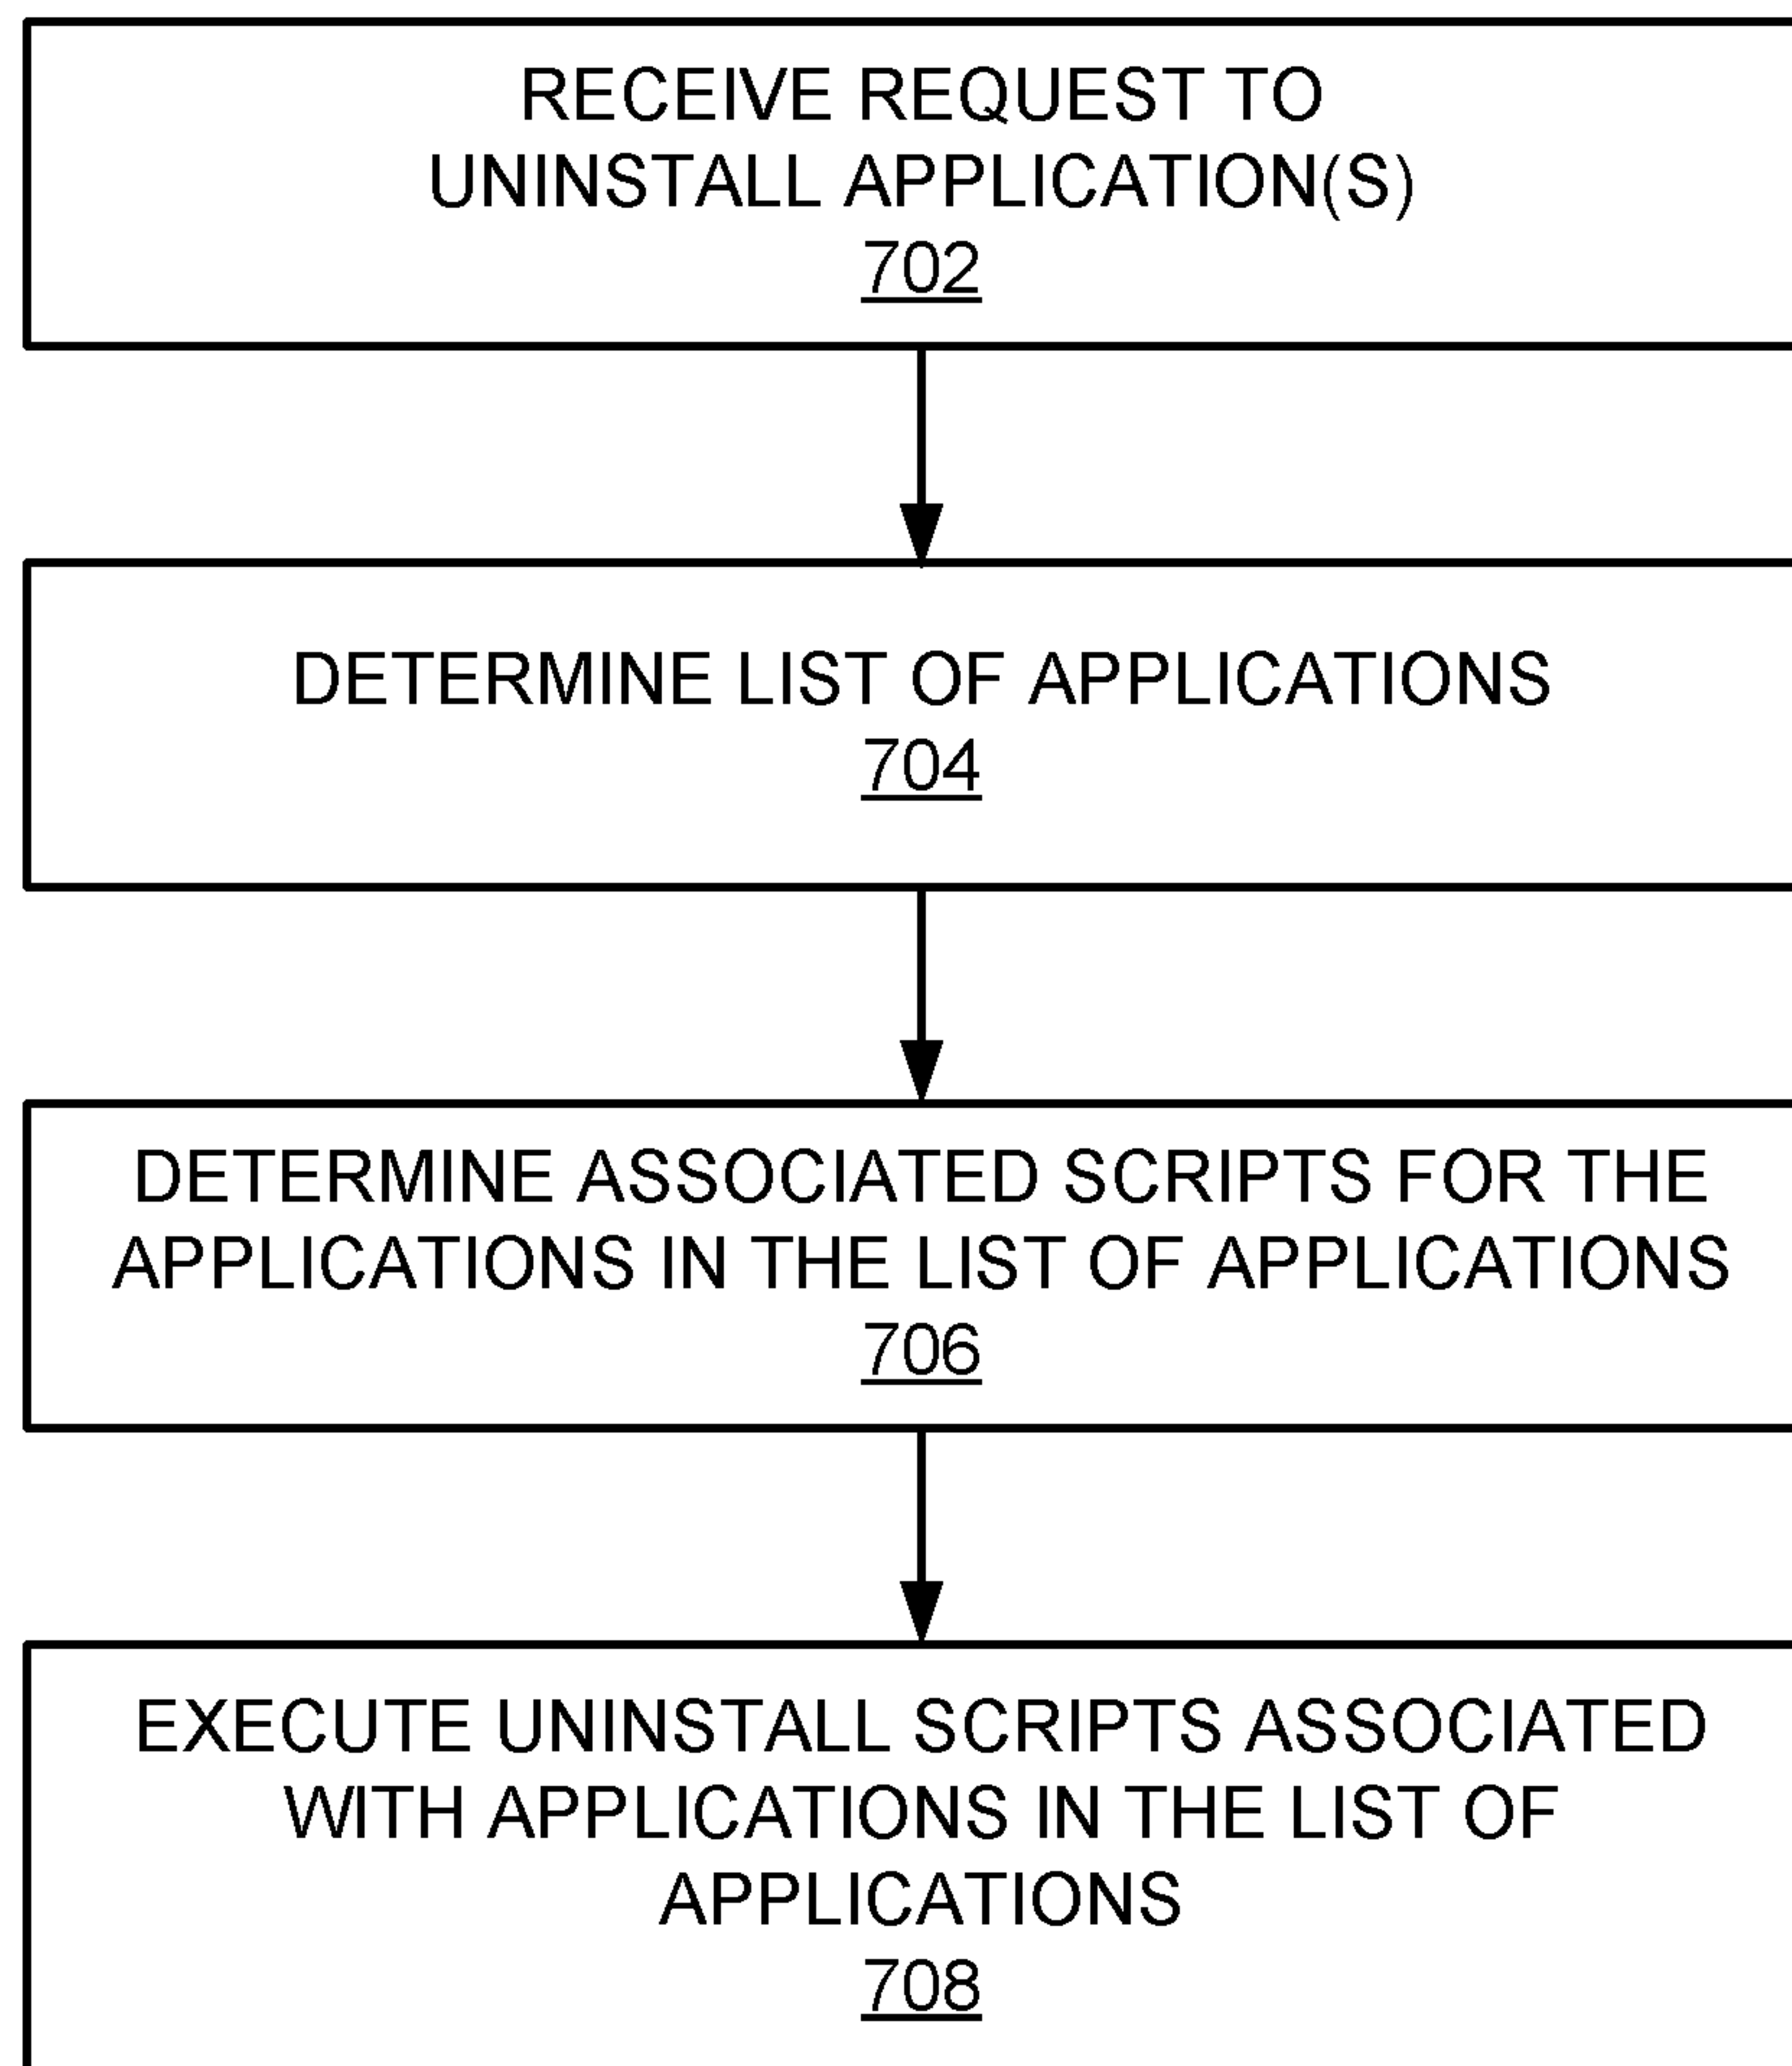 RECEIVE REQUEST TO
UNINSTALL APPLICATION(S)
702
DETERMINE LIST OF APPLICATIONS
704
DETERMINE ASSOCIATED SCRIPTS FOR THE
APPLICATIONS IN THE LIST OF APPLICATIONS
706
EXECUTE UNINSTALL SCRIPTS ASSOCIATED
WITH APPLICATIONS IN THE LIST OF
APPLICATIONS
708